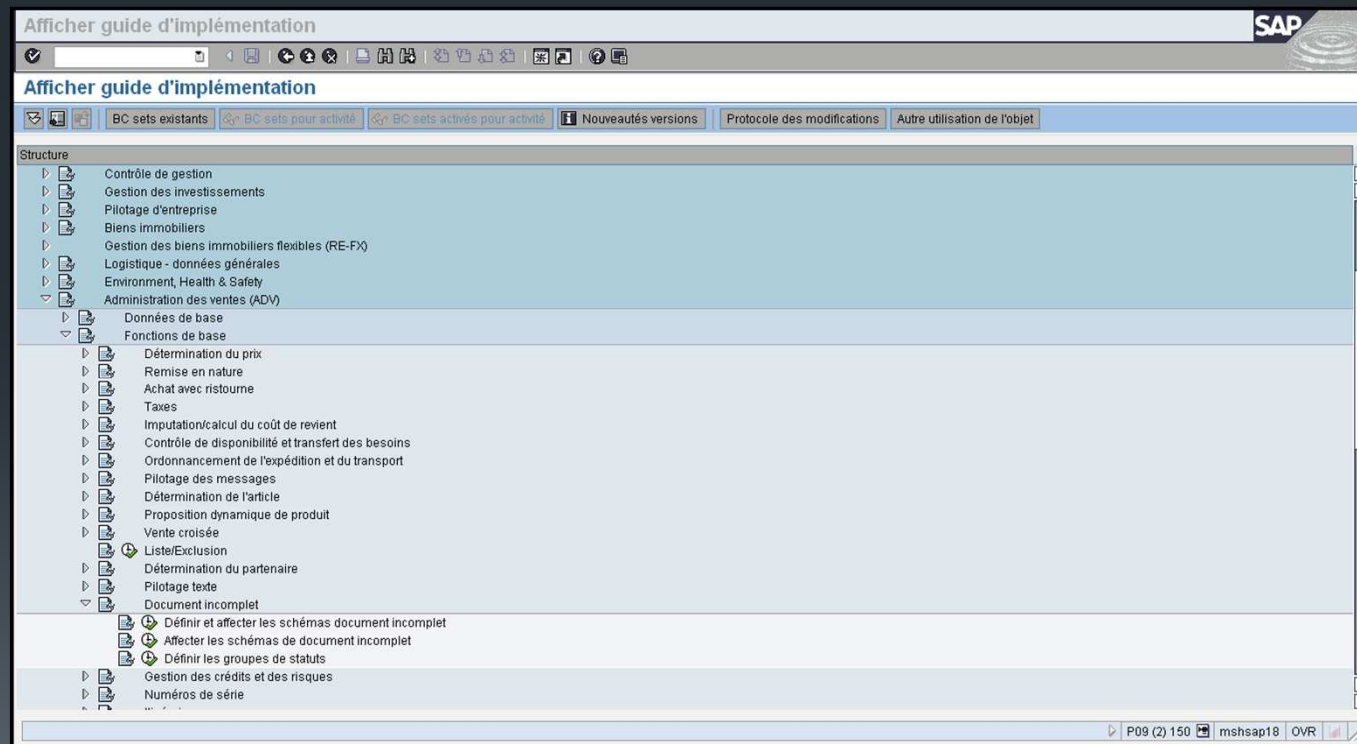 Afficher guide d'implémentation
SAP
Afficher guide d'implémentation
BC sets existants BC sets pour activité BC sets activés pour activité Nouveautés versions Protocole des modifications Autre utilisation de l'objet
Structure
Contrôle de gestion
Gestion des investissements
Pilotage d'entreprise
Biens immobiliers
Gestion des biens immobiliers flexibles (RE-FX)
Logistique - données générales
Environment, Health & Safety
Administration des ventes (ADV)
Données de base
Fonctions de base
Détermination du prix
Remise en nature
Achat avec ristourne
Taxes
Imputation/calcul du coût de revient
Contrôle de disponibilité et transfert des besoins
Ordonnancement de l'expédition et du transport
Pilotage des messages
Détermination de l'article
Proposition dynamique de produit
Vente croisée
Liste/Exclusion
Détermination du partenaire
Pilotage texte
Document incomplet
Définir et affecter les schémas document incomplet
Affecter les schémas de document incomplet
Définir les groupes de statuts
Gestion des crédits et des risques
Numéros de série
P09 (2) 150 mshsap18 OVR